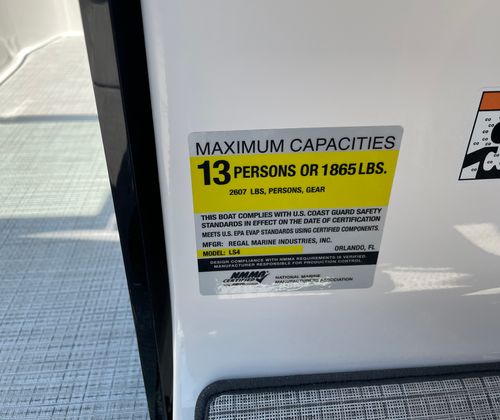 MAXIMUM CAPACITIES
13 PERSONS OR 1865 LBS.
2607 LBS, PERSONS, GEAR
THIS BOAT COMPLIES WITH U.S. COAST GUARD SAFETY
STANDARDS IN EFFECT ON THE DATE OF CERTIFICATION
MEETS U.S. EPA EVAP STANDARDS USING CERTIFIED COMPONENTS.
MFGR: REGAL MARINE INDUSTRIES, INC. ORLANDO, FL
MODEL: LS4
DESIGN COMPLIANCE WITH NMMA REQUIREMENTS IS VERIFIED.
MANUFACTURER RESPONSIBLE FOR PRODUCTION CONTROL.
NMMA
CERTIFIED
NATIONAL MARINE
MANUFACTURERS ASSOCIATION